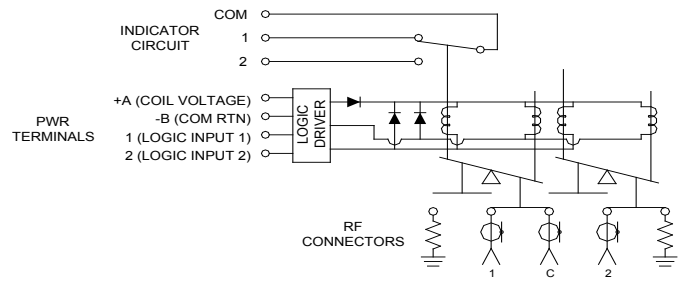 COM
INDICATOR
CIRCUIT
1
2
PWR
TERMINALS
+A (COIL VOLTAGE)
-B (COM RTN)
1 (LOGIC INPUT 1)
2 (LOGIC INPUT 2)
LOGIC
DRIVER
RF
CONNECTORS
1
C
2